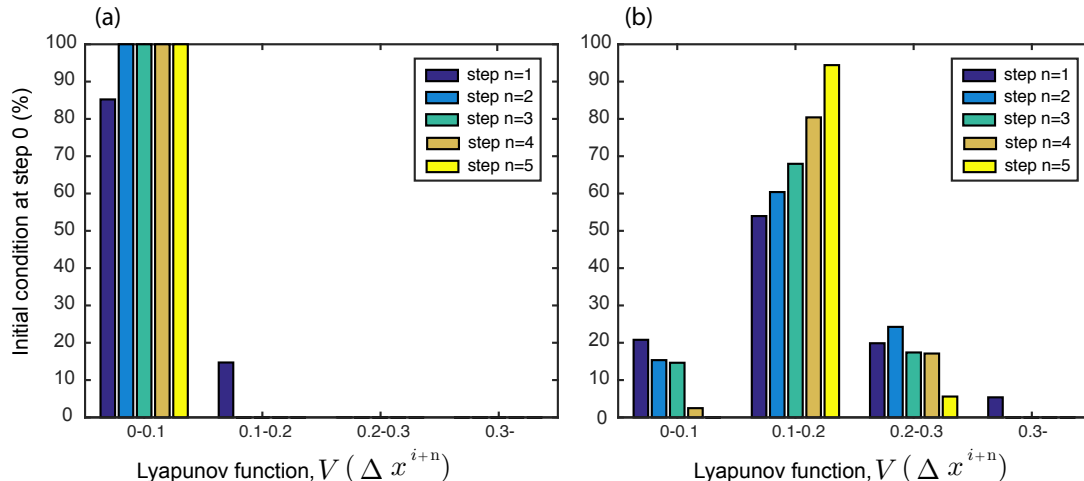 (a)
(b)
Initial condition at step 0 (%)
100
90
80
70
60
50
40
30
20
10
0
step n=1
step n=2
step n=3
step n=4
step n=5
0-0.1 0.1-0.2 0.2-0.3 0.3-
Lyapunov function, V ( Δ x^{i+n} )
100
90
80
70
60
50
40
30
20
10
0
step n=1
step n=2
step n=3
step n=4
step n=5
0-0.1 0.1-0.2 0.2-0.3 0.3-
Lyapunov function, V ( Δ x^{i+n} )